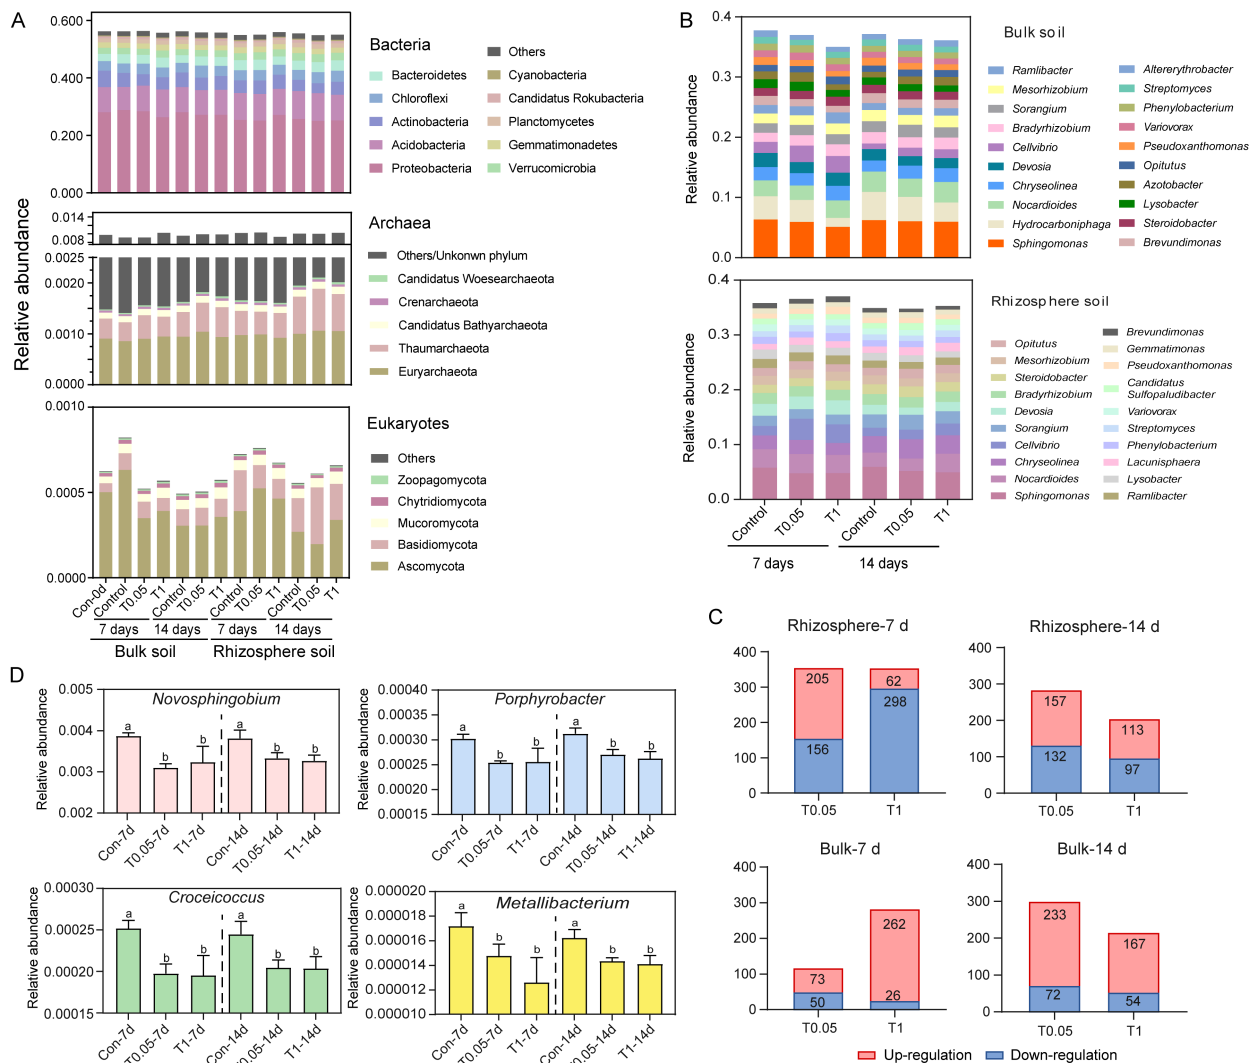 A
0.600
0.400
0.200
0.000
Bacteria
Others
Bacteroidetes
Cyanobacteria
Chloroflexi
Candidatus Rokubacteria
Actinobacteria
Planctomycetes
Acidobacteria
Gemmatimonadetes
Proteobacteria
Verrucomicrobia
Relative abundance
0.014
0.008
0.0025
0.0020
0.0010
0.0000
Archaea
Others/Unkonwn phylum
Candidatus Woesearchaeota
Crenarchaeota
Candidatus Bathyarchaeota
Thaumarchaeota
Euryarchaeota
0.0010
0.0005
0.0000
Eukaryotes
Others
Zoopagomycota
Chytridiomycota
Mucoromycota
Basidiomycota
Ascomycota
Con-0d
Control
T0.05
T1
Control
T0.05
T1
Control
T0.05
T1
Control
T0.05
T1
7 days
14 days
7 days
14 days
Bulk soil
Rhizosphere soil
B
Relative abundance
0.4
0.3
0.2
0.1
0.0
Bulk soil
Ramlibacter
Altererythrobacter
Mesorhizobium
Streptomyces
Sorangium
Phenylobacterium
Bradyrhizobium
Variovorax
Cellvibrio
Pseudoxanthomonas
Devosia
Opitutus
Chryseolinea
Azotobacter
Nocardioides
Lysobacter
Hydrocarboniphaga
Steroidobacter
Sphingomonas
Brevundimonas
Relative abundance
0.4
0.3
0.2
0.1
0.0
Rhizosphere soil
Brevundimonas
Opitutus
Gemmatimonas
Mesorhizobium
Pseudoxanthomonas
Steroidobacter
Candidatus
Sulfopaludibacter
Bradyrhizobium
Devosia
Variovorax
Sorangium
Streptomyces
Cellvibrio
Phenylobacterium
Chryseolinea
Lacunisphaera
Nocardioides
Lysobacter
Sphingomonas
Ramlibacter
Control
T0.05
T1
Control
T0.05
T1
7 days
14 days
C
Rhizosphere-7 d
400
300
200
100
0
205
156
62
298
T0.05
T1
Rhizosphere-14 d
400
300
200
100
0
157
132
113
97
T0.05
T1
Bulk-7 d
400
300
200
100
0
73
50
262
26
T0.05
T1
Bulk-14 d
400
300
200
100
0
233
72
167
54
T0.05
T1
Up-regulation
Down-regulation
D
Relative abundance
0.005
0.004
0.003
0.002
Novosphingobium
a
b
b
a
b
b
Con-7d
T0.05-7d
T1-7d
Con-14d
T0.05-14d
T1-14d
Relative abundance
0.00040
0.00035
0.00030
0.00025
0.00020
0.00015
Porphyrobacter
a
b
b
a
b
b
Con-7d
T0.05-7d
T1-7d
Con-14d
T0.05-14d
T1-14d
Relative abundance
0.00030
0.00025
0.00020
0.00015
Croceicoccus
a
b
b
a
b
b
Con-7d
T0.05-7d
T1-7d
Con-14d
T0.05-14d
T1-14d
Relative abundance
0.000020
0.000018
0.000016
0.000014
0.000012
0.000010
Metallibacterium
a
b
b
a
b
b
Con-7d
T0.05-7d
T1-7d
Con-14d
T0.05-14d
T1-14d